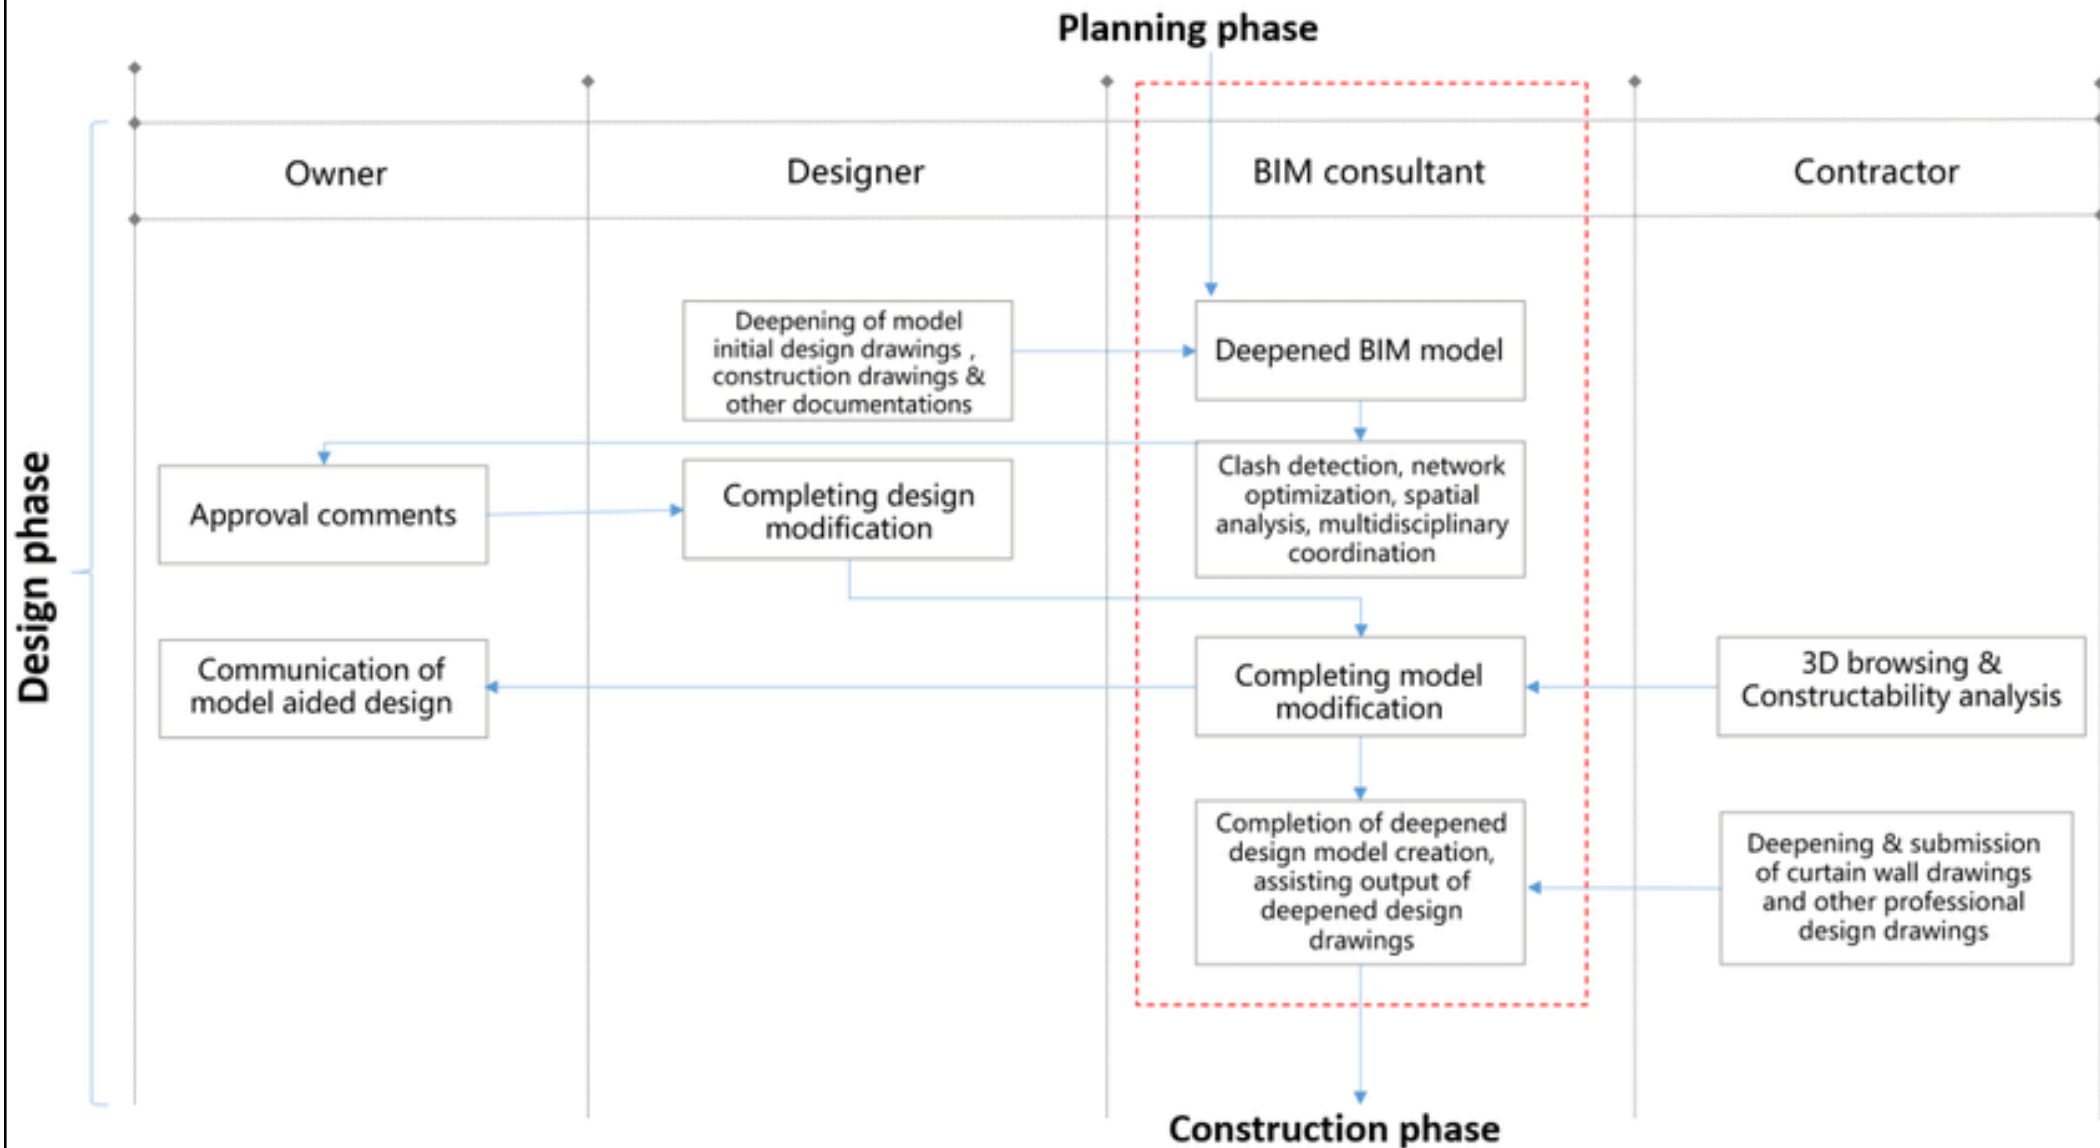 Planning phase
Owner
Designer
BIM consultant
Contractor
Design phase
Deepening of model
initial design drawings ,
construction drawings &
other documentations
Deepened BIM model
Approval comments
Completing design
modification
Clash detection, network
optimization, spatial
analysis, multidisciplinary
coordination
Communication of
model aided design
Completing model
modification
3D browsing &
Constructability analysis
Completion of deepened
design model creation,
assisting output of
deepened design
drawings
Deepening & submission
of curtain wall drawings
and other professional
design drawings
Construction phase